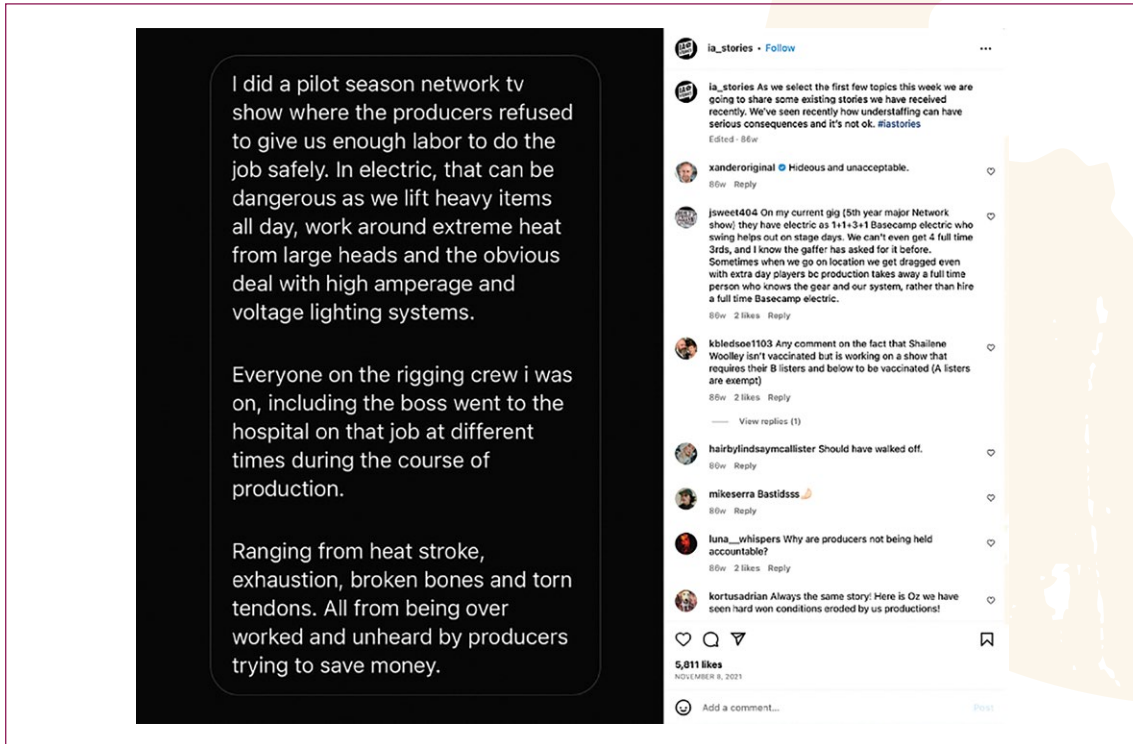 I did a pilot season network tv
show where the producers refused
to give us enough labor to do the
job safely. In electric, that can be
dangerous as we lift heavy items
all day, work around extreme heat
from large heads and the obvious
deal with high amperage and
voltage lighting systems.
Everyone on the rigging crew i was
on, including the boss went to the
hospital on that job at different
times during the course of
production.
Ranging from heat stroke,
exhaustion, broken bones and torn
tendons. All from being over
worked and unheard by producers
trying to save money.
ia_stories • Follow
ia_stories As we select the first few topics this week we are
going to share some existing stories we have received
recently. We've seen recently how understaffing can have
serious consequences and it's not ok. #iastories
Edited · 86w
xanderoriginal Hideous and unacceptable.
86w Reply
jsweet404 On my current gig (5th year major Network
show) they have electric as 1+1+3+1 Basecamp electric who
swing helps out on stage days. We can't even get 4 full time
3rds, and I know the gaffer has asked for it before.
Sometimes when we go on location we get dragged even
with extra day players bc production takes away a full time
person who knows the gear and our system, rather than hire
a full time Basecamp electric.
86w 2 likes Reply
kbledsoe1103 Any comment on the fact that Shailene
Woolley isn't vaccinated but is working on a show that
requires their B listers and below to be vaccinated (A listers
are exempt)
86w 2 likes Reply
View replies (1)
hairbylindsaymcallister Should have walked off.
86w Reply
mikeserra Bastidsss🤌🏻
86w Reply
luna__whispers Why are producers not being held
accountable?
86w 2 likes Reply
kortusadrian Always the same story! Here is Oz we have
seen hard won conditions eroded by us productions!
5,811 likes
NOVEMBER 8, 2021
Add a comment...
Post